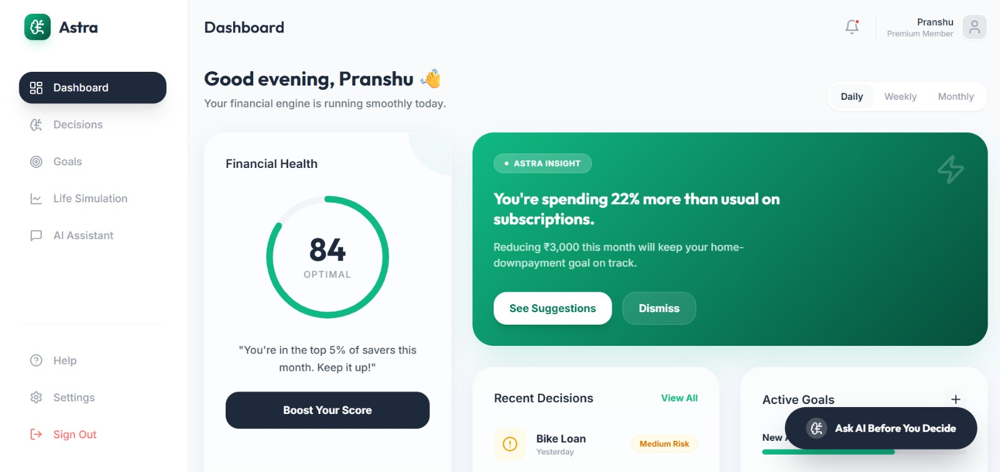 Astra
Dashboard
Decisions
Goals
Life Simulation
AI Assistant
Help
Settings
Sign Out
Dashboard
Pranshu
Premium Member
Good evening, Pranshu 👋
Your financial engine is running smoothly today.
Daily
Weekly
Monthly
Financial Health
84
OPTIMAL
"You're in the top 5% of savers this
month. Keep it up!"
Boost Your Score
ASTRA INSIGHT
You're spending 22% more than usual on
subscriptions.
Reducing ₹3,000 this month will keep your home-
downpayment goal on track.
See Suggestions
Dismiss
Recent Decisions
View All
Bike Loan
Yesterday
Medium Risk
Active Goals
New
Ask AI Before You Decide